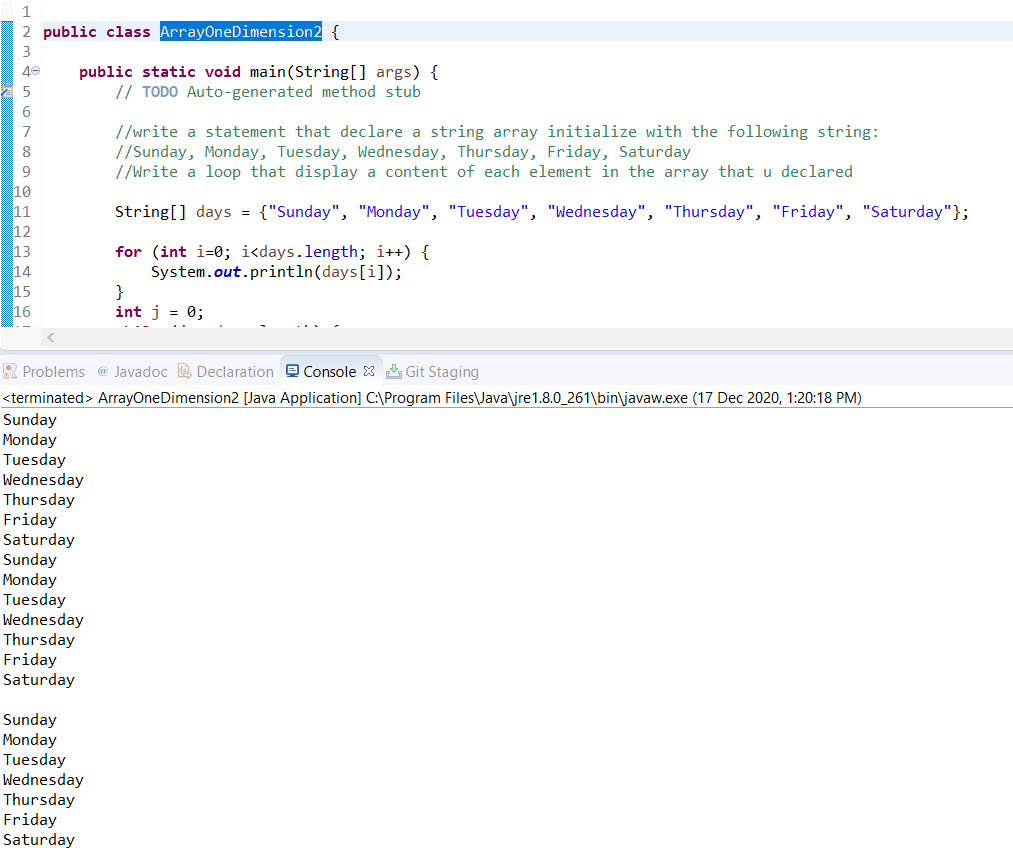 1
2 public class ArrayOneDimension2 {
3
4 public static void main(String[] args) {
5 // TODO Auto-generated method stub
6
7 //write a statement that declare a string array initialize with the following string:
8 //Sunday, Monday, Tuesday, Wednesday, Thursday, Friday, Saturday
9 //Write a loop that display a content of each element in the array that u declared
10
11 String[] days = {"Sunday", "Monday", "Tuesday", "Wednesday", "Thursday", "Friday", "Saturday"};
12
13 for (int i=0; i<days.length; i++) {
14 System.out.println(days[i]);
15 }
16 int j = 0;
Problems @ Javadoc Declaration Console Git Staging
<terminated> ArrayOneDimension2 [Java Application] C:\Program Files\Java\jre1.8.0_261\bin\javaw.exe (17 Dec 2020, 1:20:18 PM)
Sunday
Monday
Tuesday
Wednesday
Thursday
Friday
Saturday
Sunday
Monday
Tuesday
Wednesday
Thursday
Friday
Saturday

Sunday
Monday
Tuesday
Wednesday
Thursday
Friday
Saturday